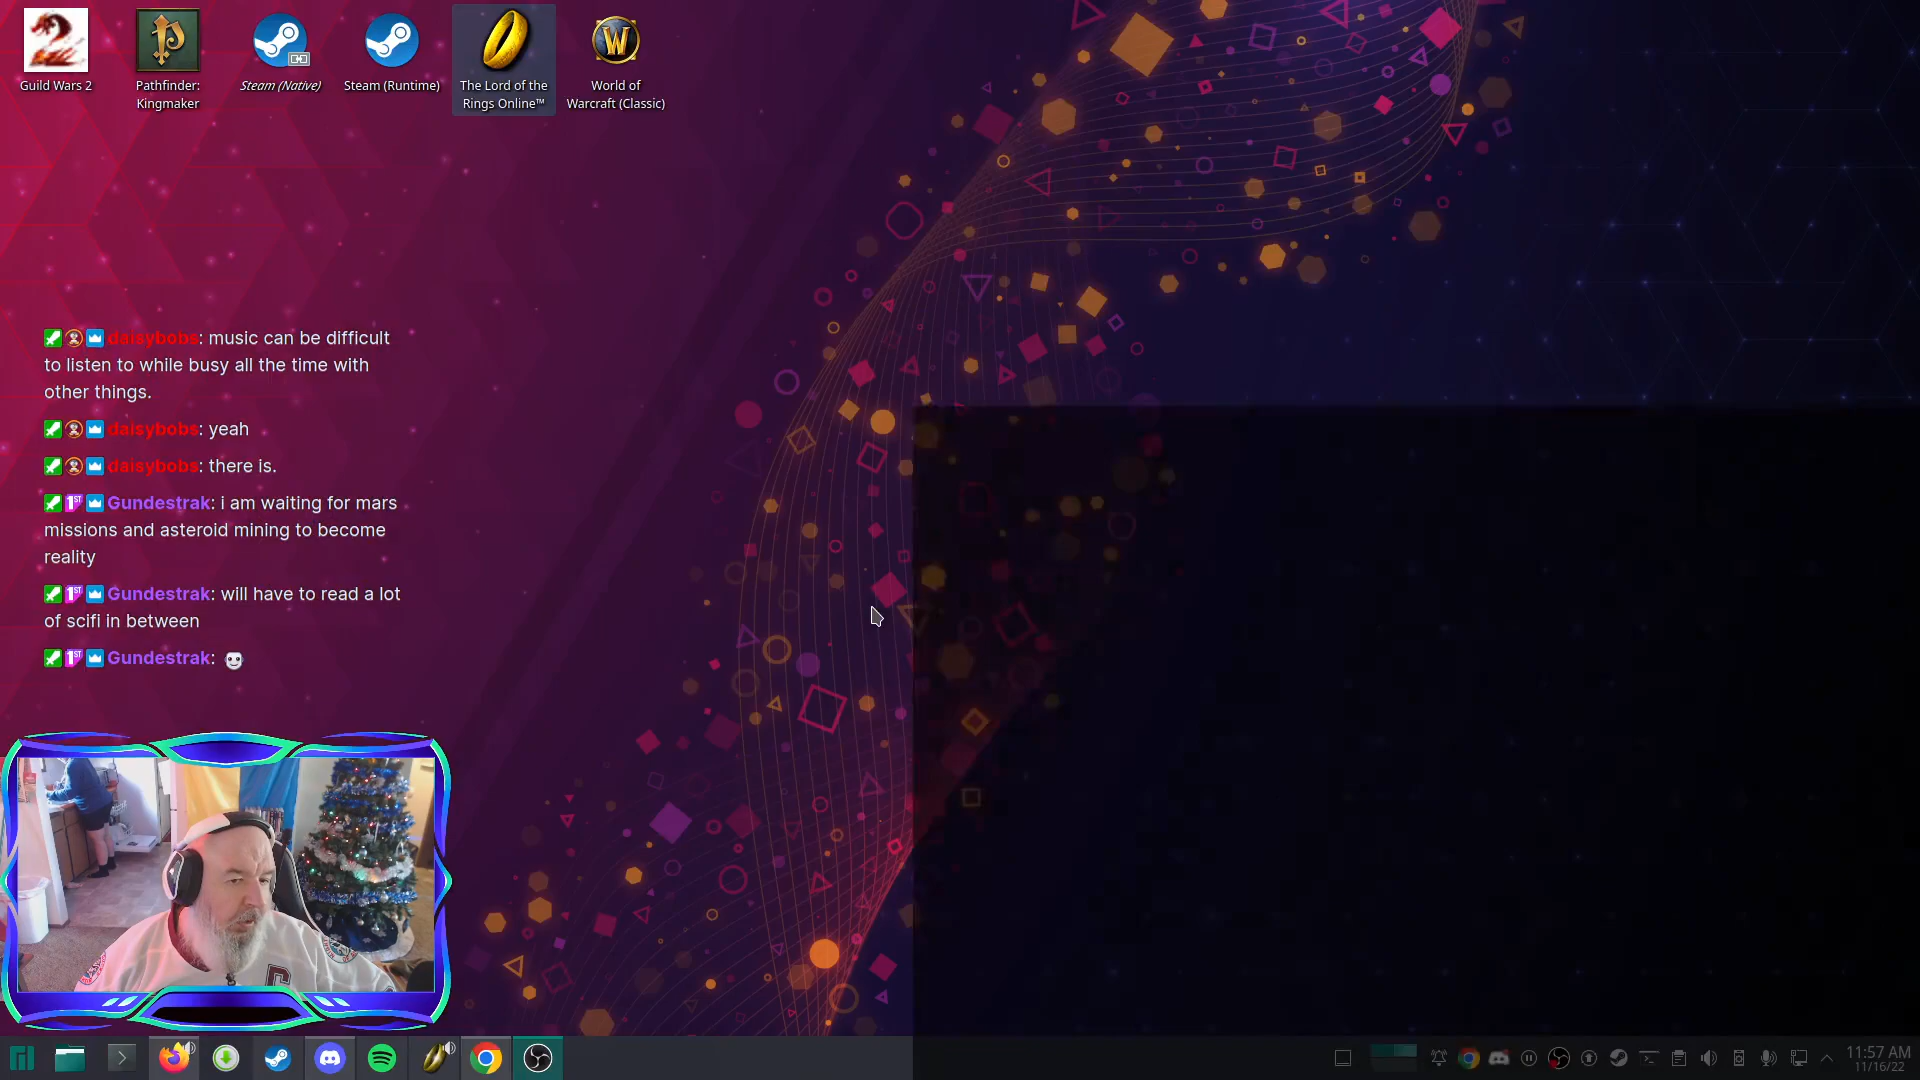 Guild Wars 2
Pathfinder:
Kingmaker
Steam (Native)
Steam (Runtime)
The Lord of the
Rings Online™
World of
Warcraft (Classic)
daisybobs: music can be difficult
to listen to while busy all the time with
other things.
daisybobs: yeah
daisybobs: there is.
1ST Gundestrak: i am waiting for mars
missions and asteroid mining to become
reality
1ST Gundestrak: will have to read a lot
of scifi in between
1ST Gundestrak:
11:57 AM
11/16/22